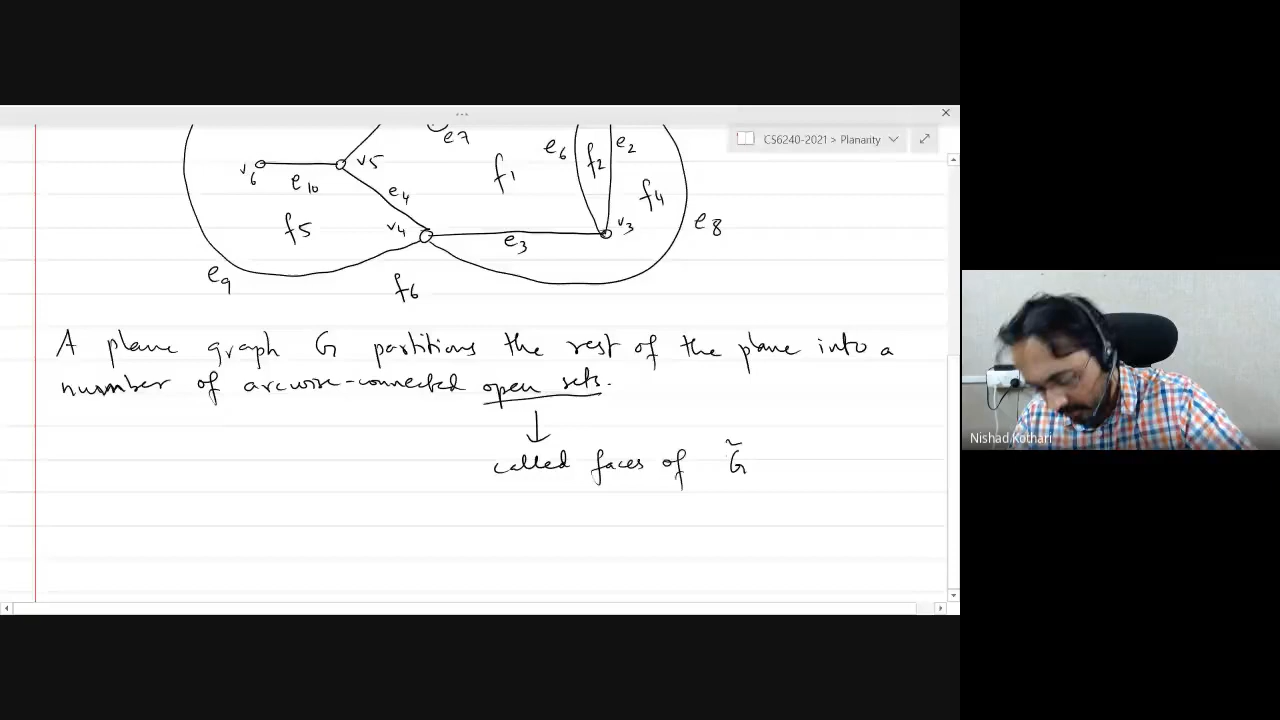 e7
CS6240-2021 > Planarity
v6 e10 v5 e4 f1 e6 f2 e2 f4
f5 v4 e3 v3 e8
e9 f6
A plane graph G partitions the rest of the plane into a
number of arcwise-connected open sets.
↓
called faces of G̃
Nishad Kothari